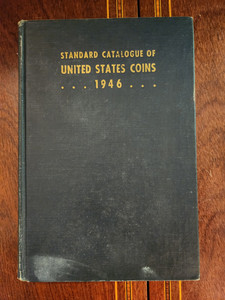 STANDARD CATALOGUE OF
UNITED STATES COINS
. . . 1946 . . .